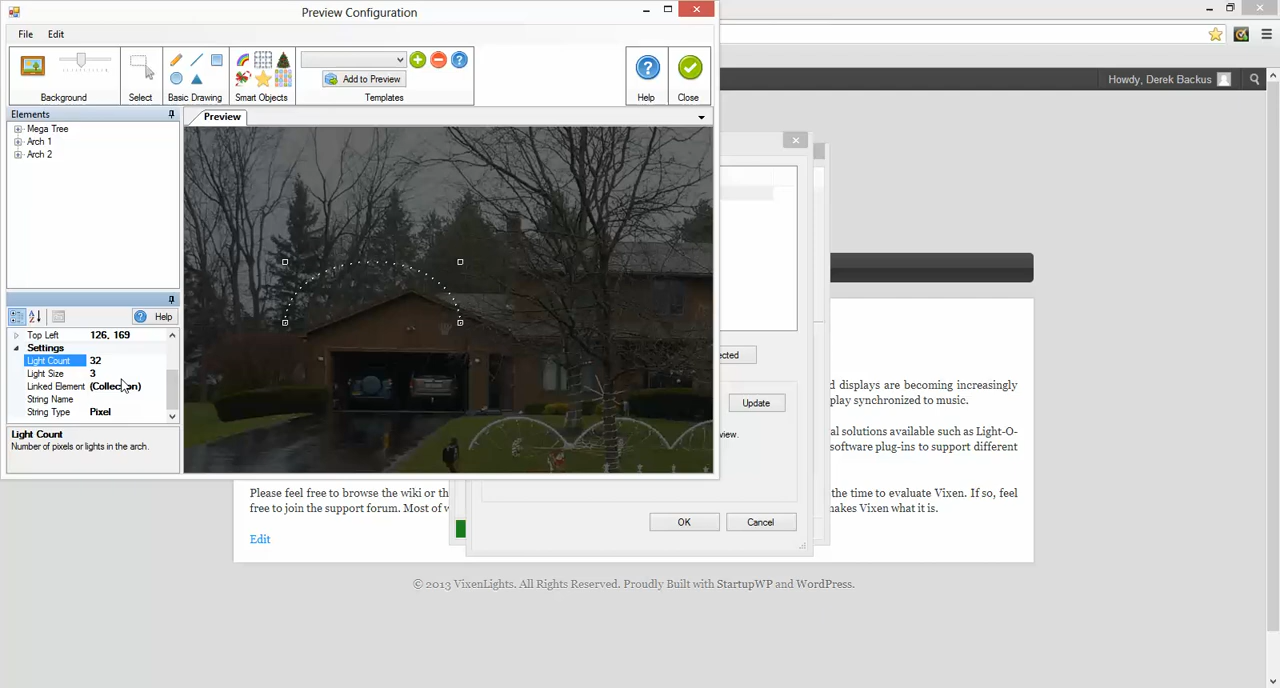 Preview Configuration
File Edit
Background
Select
Basic Drawing
Smart Objects
Add to Preview
Templates
Help
Close
Howdy, Derek Backus
Elements
Mega Tree
Arch 1
Arch 2
Preview
Help
Top Left 126, 169
Settings
Light Count 32
Light Size 3
Linked Element (Collection)
String Name
String Type Pixel
Light Count
Number of pixels or lights in the arch.
Update
OK
Cancel
d displays are becoming increasingly
play synchronized to music.
al solutions available such as Light-O-
software plug-ins to support different
Please feel free to browse the wiki or th
the time to evaluate Vixen. If so, feel
free to join the support forum. Most of
makes Vixen what it is.
Edit
© 2013 VixenLights. All Rights Reserved. Proudly Built with StartupWP and WordPress.